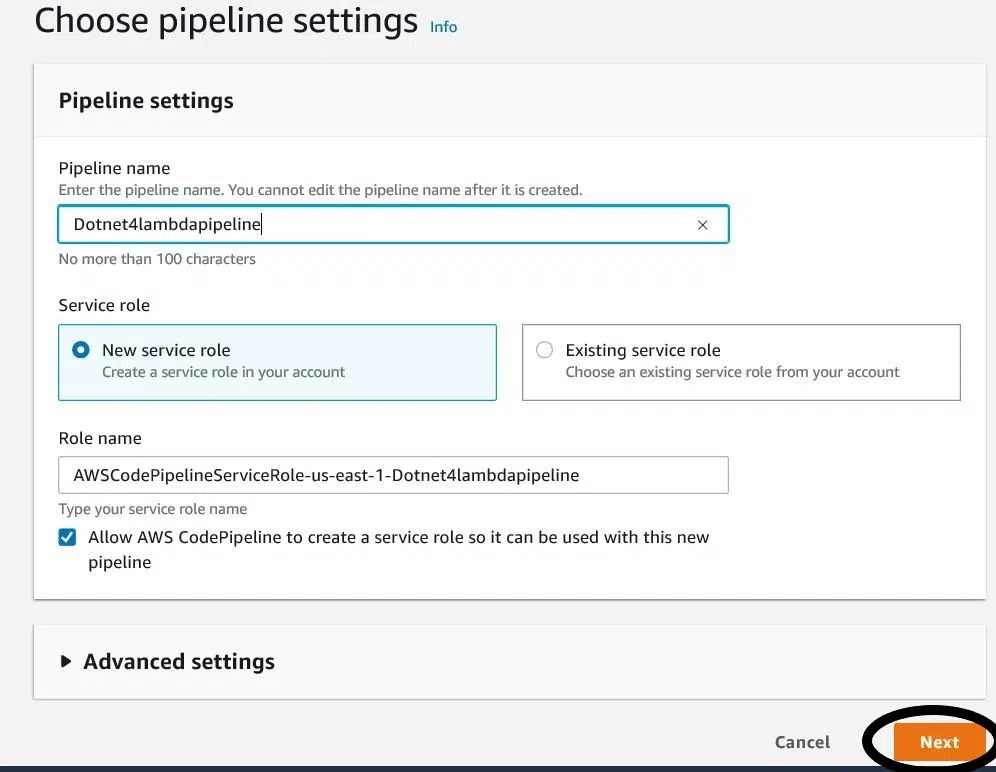 Choose pipeline settings Info
Pipeline settings
Pipeline name
Enter the pipeline name. You cannot edit the pipeline name after it is created.
Dotnet4lambdapipeline
No more than 100 characters
Service role
New service role
Create a service role in your account
Existing service role
Choose an existing service role from your account
Role name
AWSCodePipelineServiceRole-us-east-1-Dotnet4lambdapipeline
Type your service role name
Allow AWS CodePipeline to create a service role so it can be used with this new
pipeline
Advanced settings
Cancel
Next